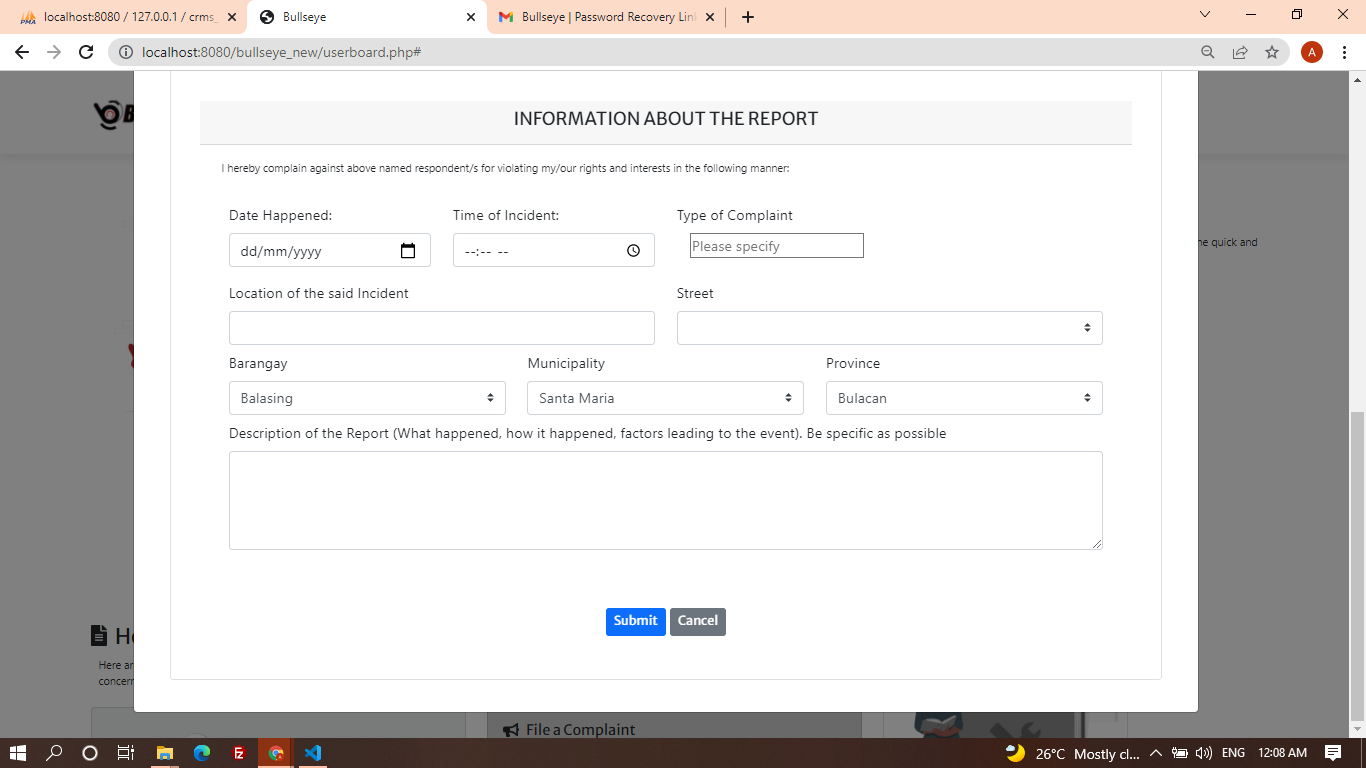 localhost:8080 / 127.0.0.1 / crms_
Bullseye
Bullseye | Password Recovery Lin
localhost:8080/bullseye_new/userboard.php#
A
INFORMATION ABOUT THE REPORT
I hereby complain against above named respondent/s for violating my/our rights and interests in the following manner:
Date Happened:
Time of Incident:
Type of Complaint
dd/mm/yyyy
--:-- --
Please specify
he quick and
Location of the said Incident
Street
Barangay
Municipality
Province
Balasing
Santa Maria
Bulacan
Description of the Report (What happened, how it happened, factors leading to the event). Be specific as possible
Submit
Cancel
Here ar
concern
File a Complaint
26°C Mostly cl...
ENG
12:08 AM